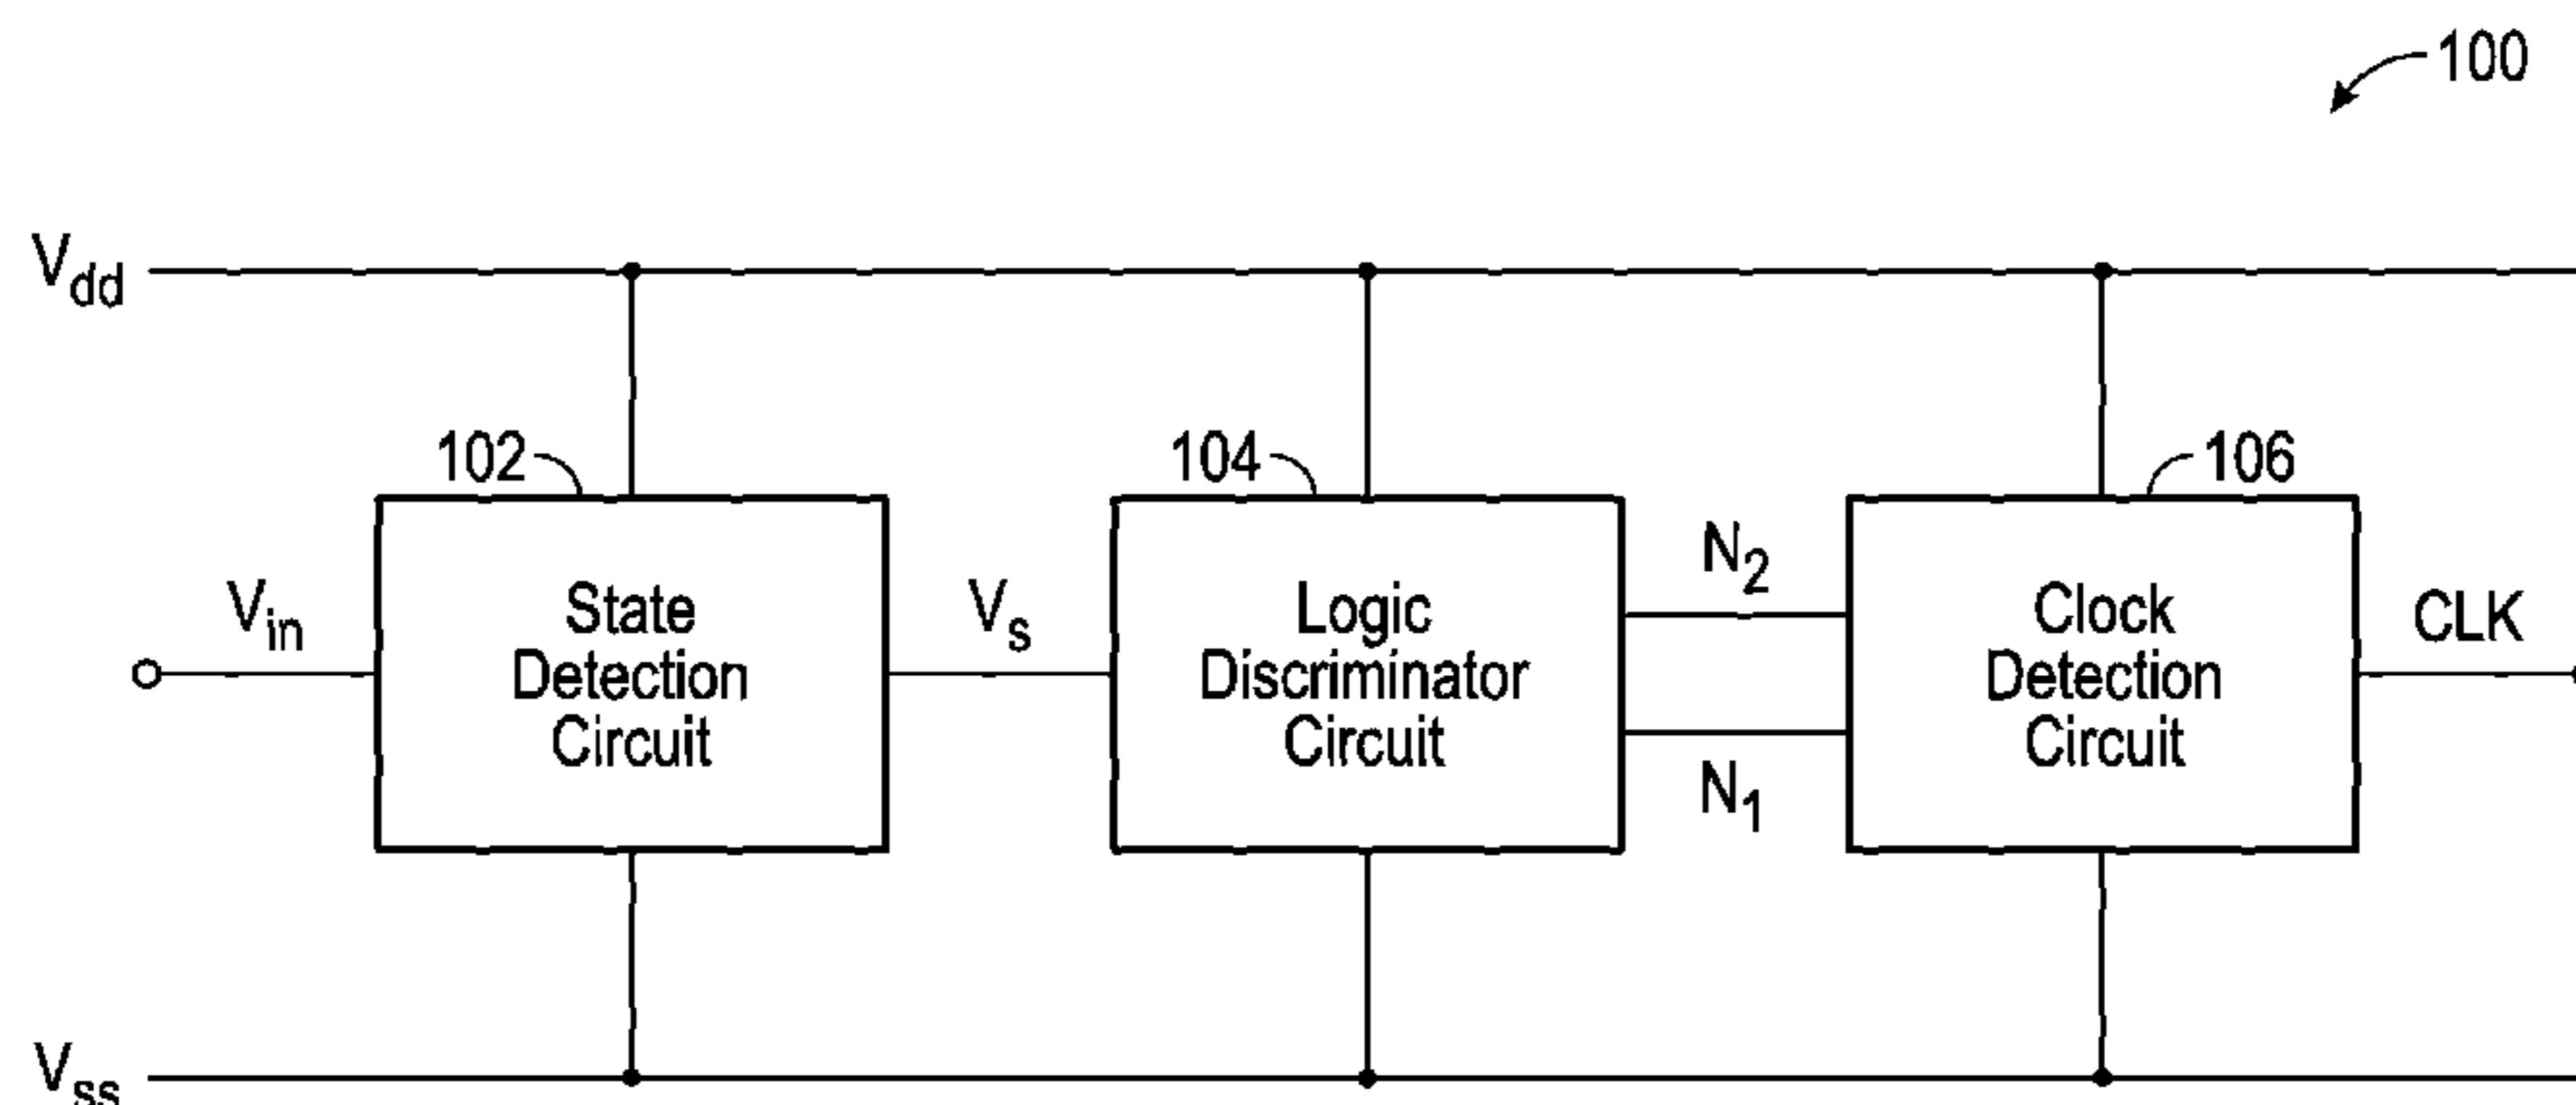 100
Vdd
102
104
106
Vin
State
Detection
Circuit
Vs
Logic
Discriminator
Circuit
N2
N1
Clock
Detection
Circuit
CLK
Vss